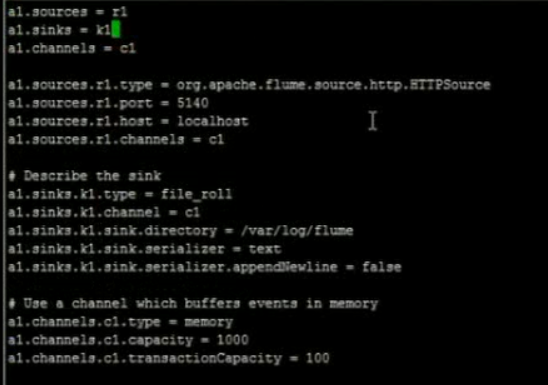 a1.sources = r1
a1.sinks = k1
a1.channels = c1
a1.sources.r1.type = org.apache.flume.source.http.HTTPSource
a1.sources.r1.port = 5140
a1.sources.r1.host = localhost
a1.sources.r1.channels = c1
# Describe the sink
a1.sinks.k1.type = file_roll
a1.sinks.k1.channel = c1
a1.sinks.k1.sink.directory = /var/log/flume
a1.sinks.k1.sink.serializer = text
a1.sinks.k1.sink.serializer.appendNewline = false
# Use a channel which buffers events in memory
a1.channels.c1.type = memory
a1.channels.c1.capacity = 1000
a1.channels.c1.transactionCapacity = 100